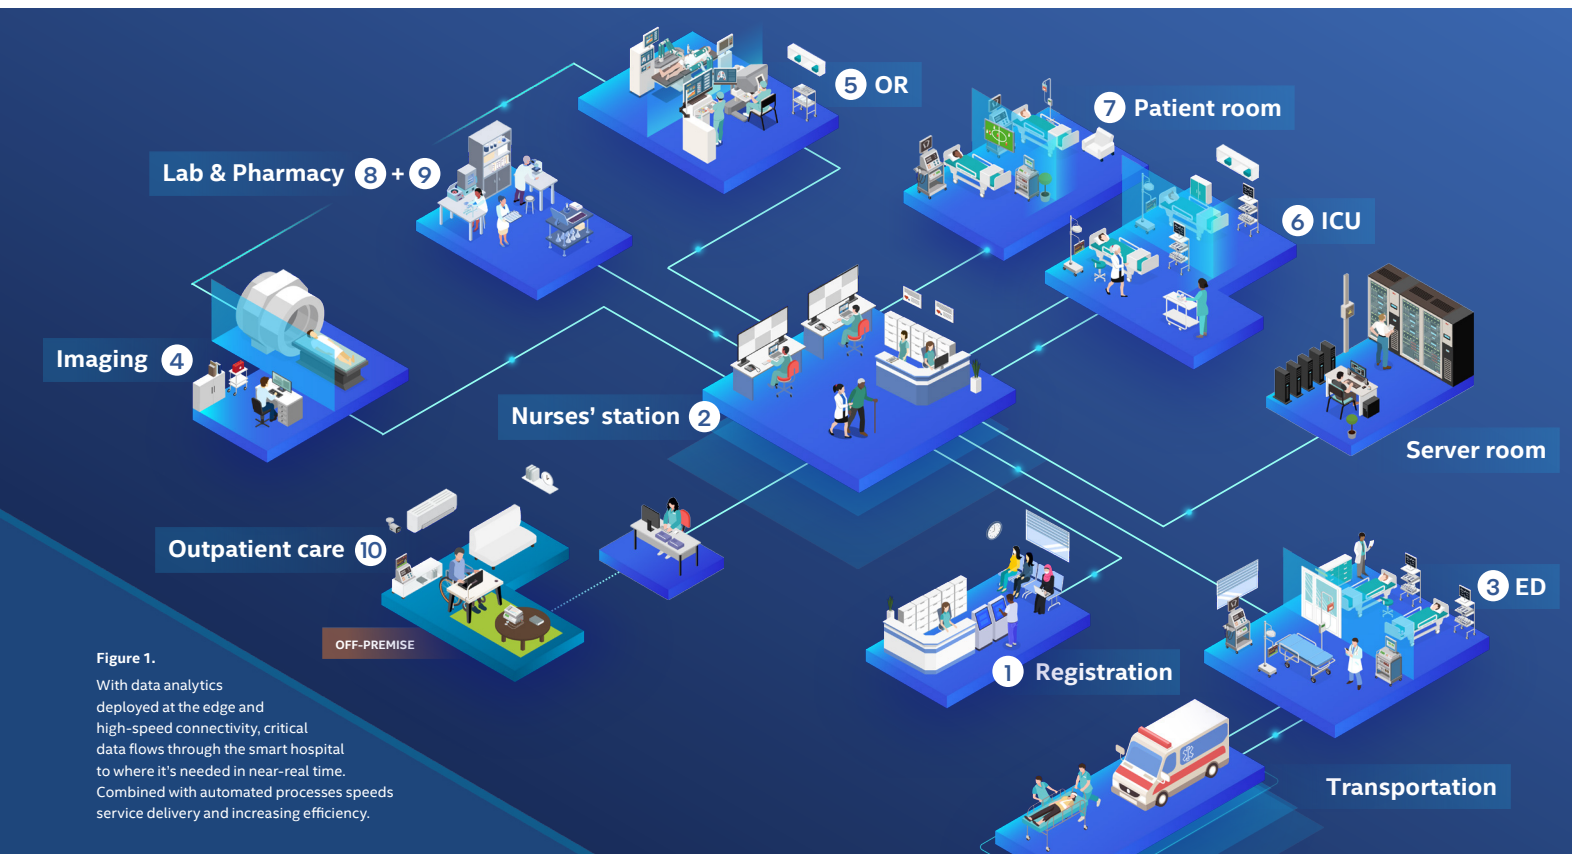 5 OR
7 Patient room
Lab & Pharmacy 8 + 9
6 ICU
Imaging 4
Nurses’ station 2
Server room
Outpatient care 10
3 ED
OFF-PREMISE
1 Registration
Transportation
Figure 1.
With data analytics
deployed at the edge and
high-speed connectivity, critical
data flows through the smart hospital
to where it's needed in near-real time.
Combined with automated processes speeds
service delivery and increasing efficiency.